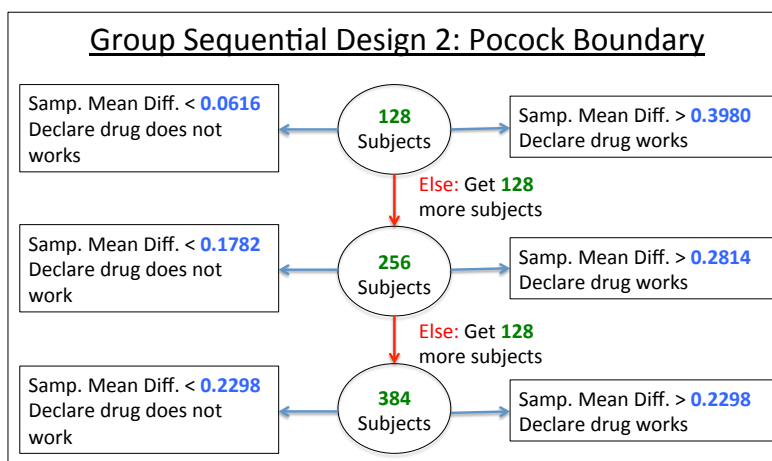 Group Sequential Design 2: Pocock Boundary
Samp. Mean Diff. < 0.0616
Declare drug does not
works
128
Subjects
Samp. Mean Diff. > 0.3980
Declare drug works
Else: Get 128
more subjects
Samp. Mean Diff. < 0.1782
Declare drug does not
work
256
Subjects
Samp. Mean Diff. > 0.2814
Declare drug works
Else: Get 128
more subjects
Samp. Mean Diff. < 0.2298
Declare drug does not
work
384
Subjects
Samp. Mean Diff. > 0.2298
Declare drug works